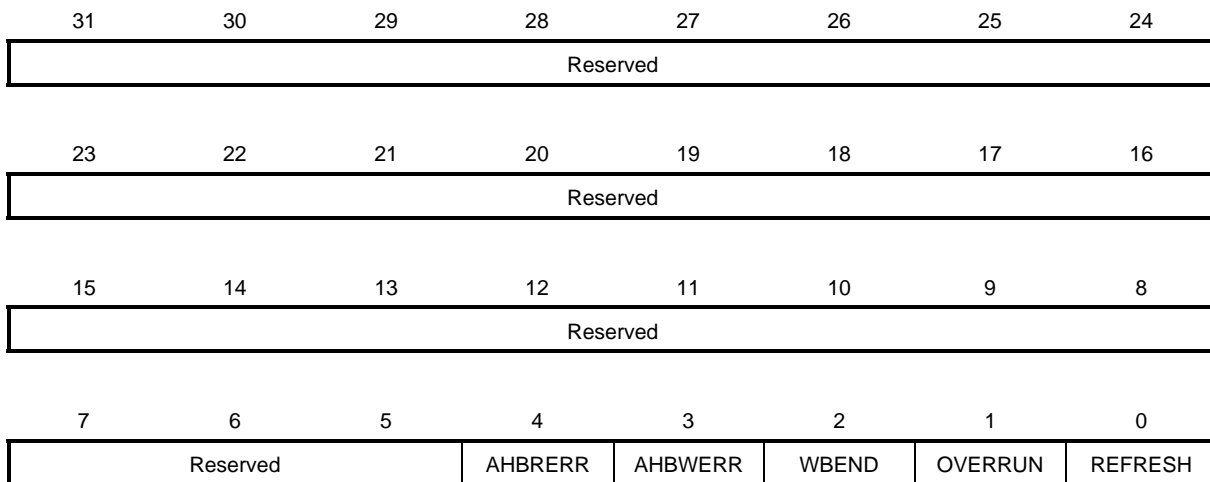 31 30 29 28 27 26 25 24
Reserved
23 22 21 20 19 18 17 16
Reserved
15 14 13 12 11 10 9 8
Reserved
7 6 5 4 3 2 1 0
Reserved AHBRERR AHBWERR WBEND OVERRUN REFRESH